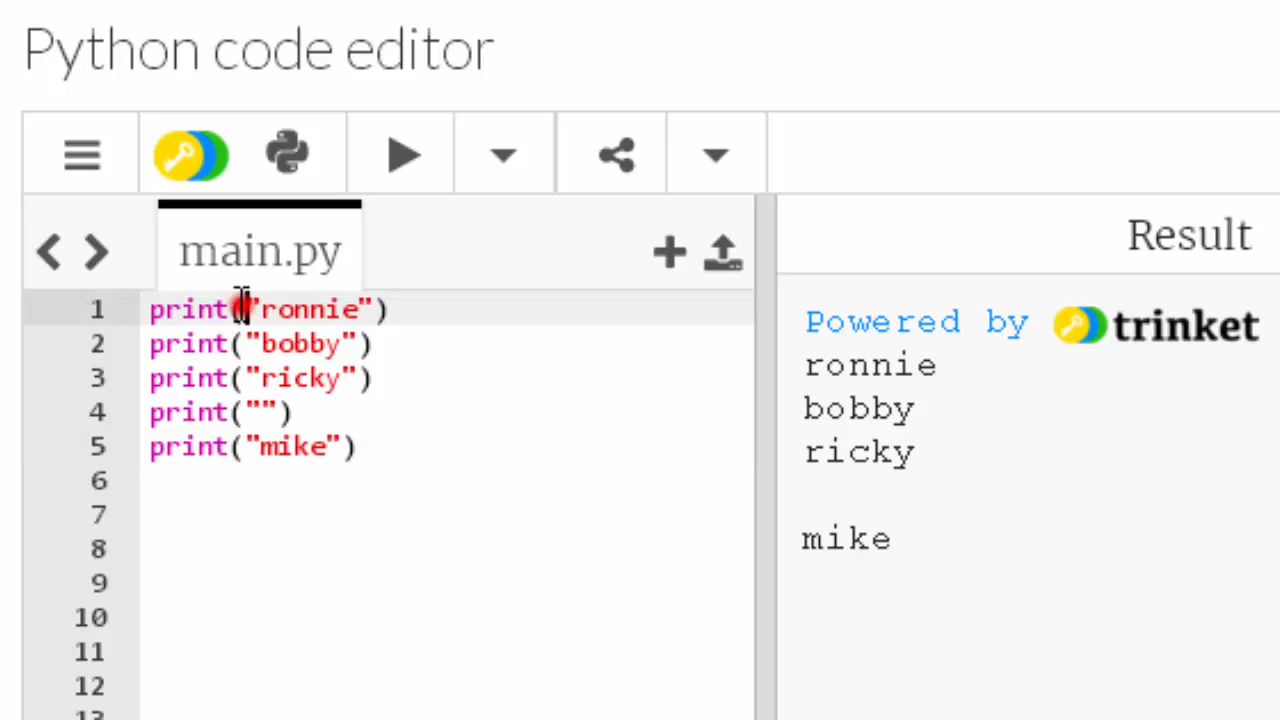 Python code editor
main.py
Result
1 print("ronnie")
2 print("bobby")
3 print("ricky")
4 print("")
5 print("mike")
6
7
8
9
10
11
12
13
Powered by trinket
ronnie
bobby
ricky
mike